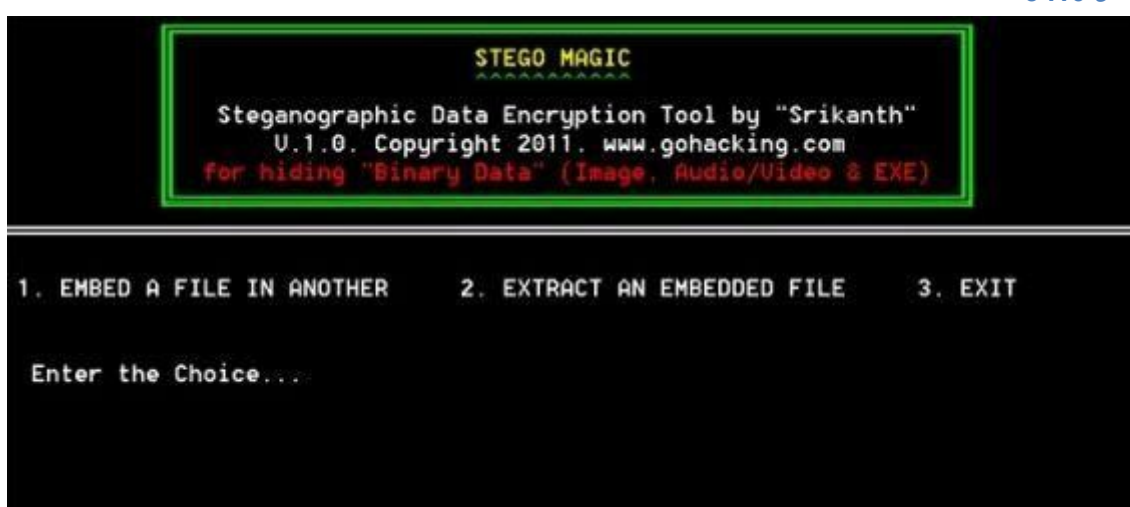 STEGO MAGIC
^^^^^^^^^^^
Steganographic Data Encryption Tool by "Srikanth"
V.1.0. Copyright 2011. www.gohacking.com
for hiding "Binary Data" (Image, Audio/Video & EXE)
1. EMBED A FILE IN ANOTHER 2. EXTRACT AN EMBEDDED FILE 3. EXIT
Enter the Choice...